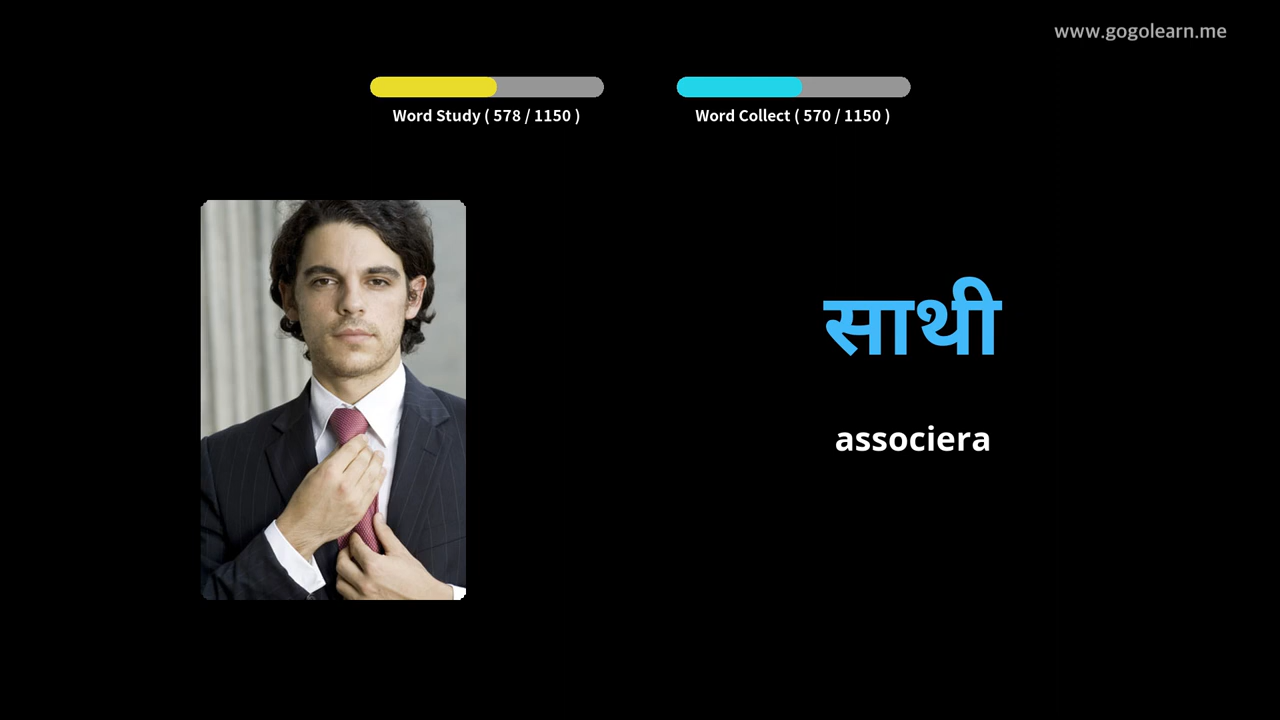 www.gogolearn.me
Word Study ( 578 / 1150 )
Word Collect ( 570 / 1150 )
साथी
associera